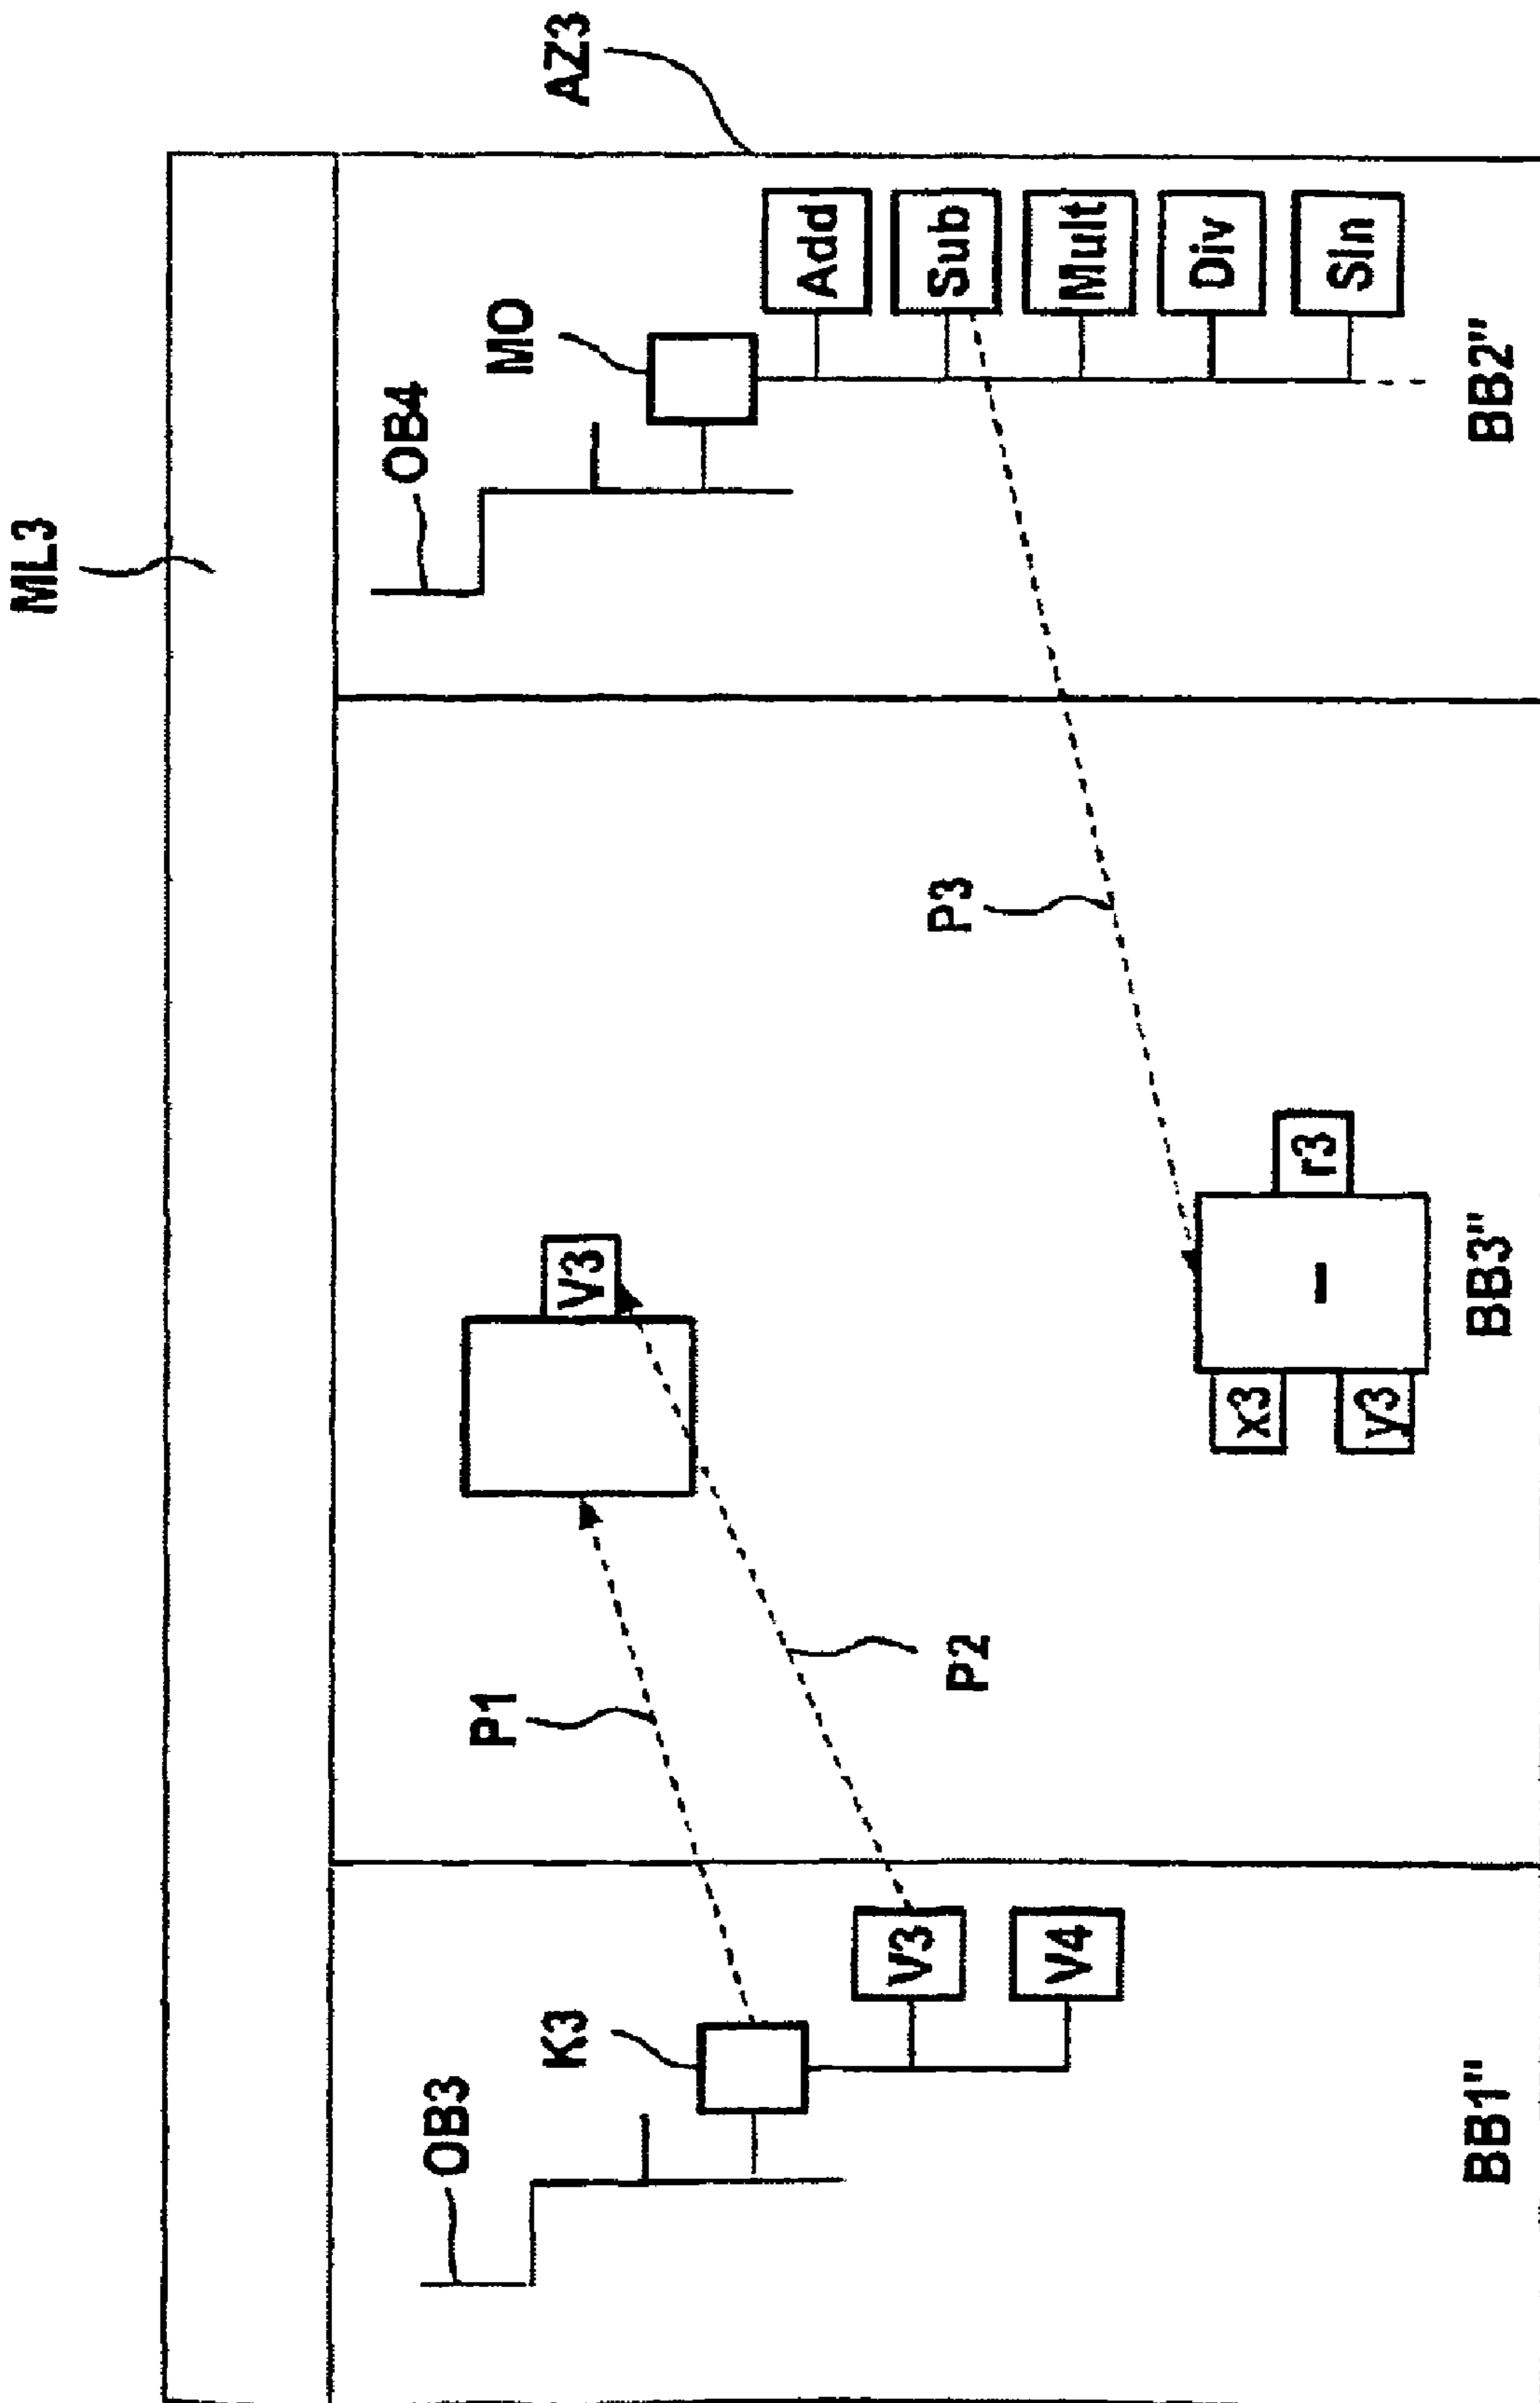 ML3
AZ3
OB3
K3
V3
V4
BB1"
P1
P2
V3
x3
y3
–
r3
P3
BB3"
OB4
MO
Add
Sub
Mult
Div
Sin
BB2"